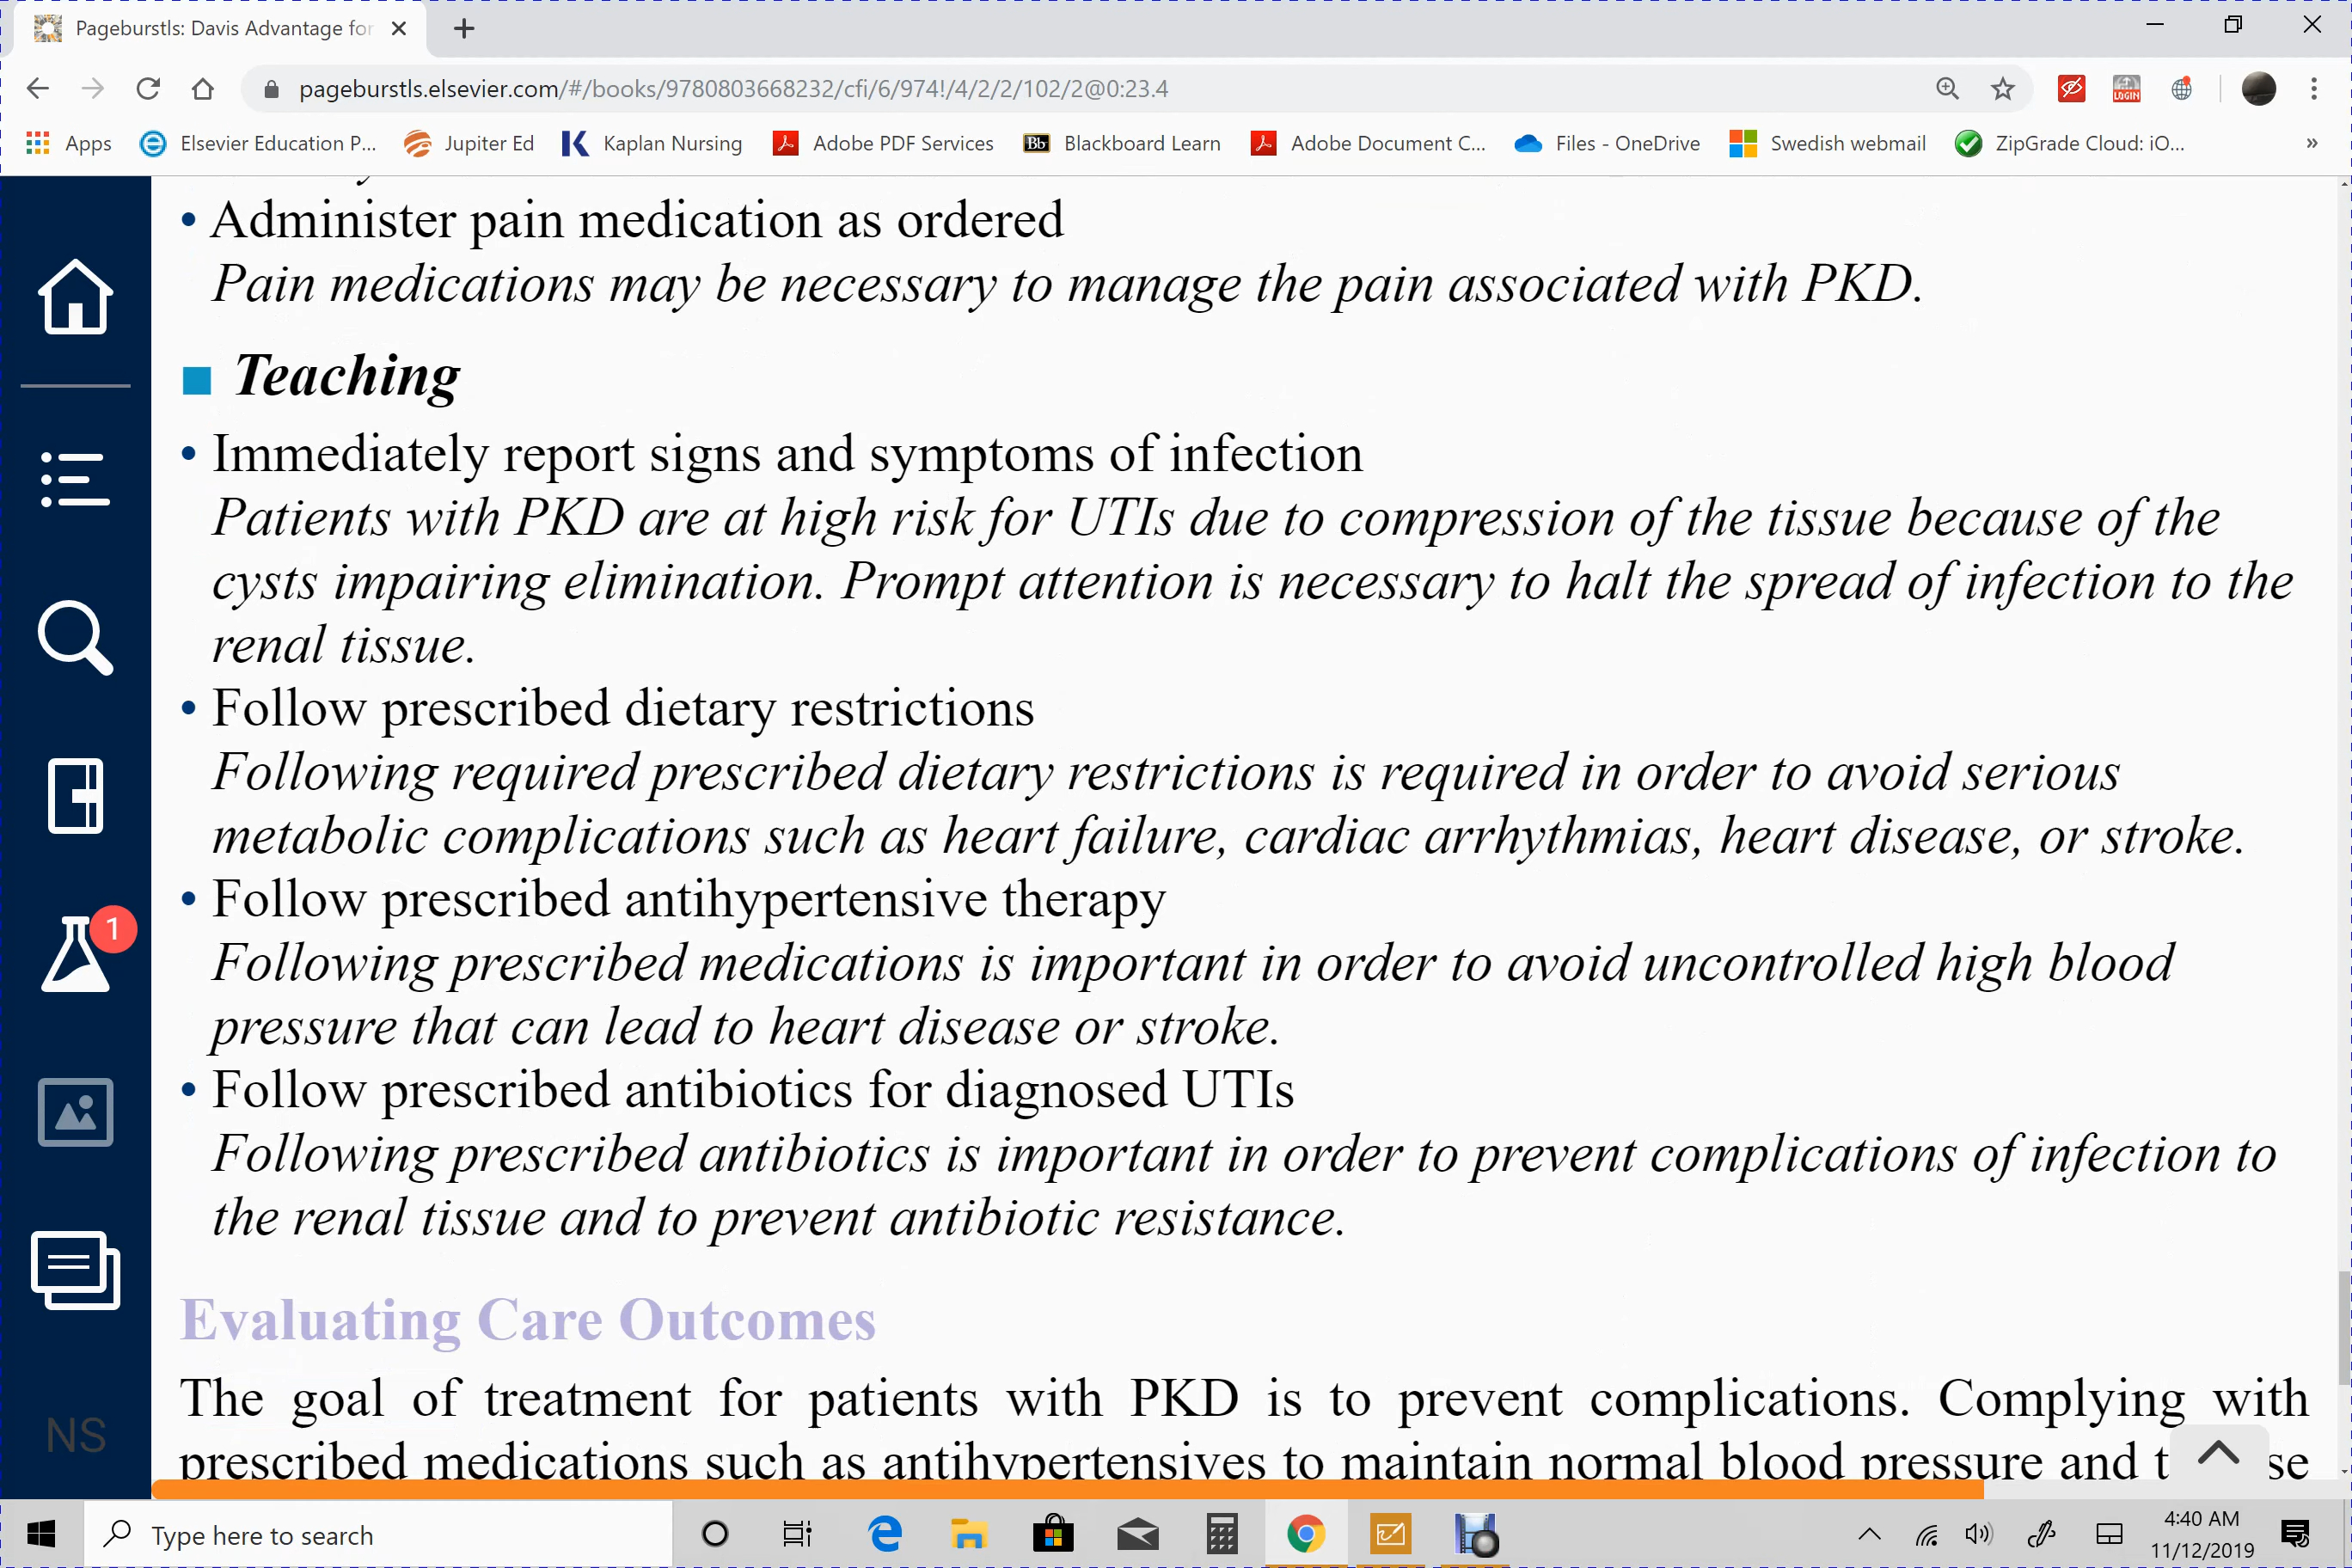 Pageburstls: Davis Advantage for
pageburstls.elsevier.com/#/books/9780803668232/cfi/6/974!/4/2/2/102/2@0:23.4
LOGIN
Apps
Elsevier Education P...
Jupiter Ed
Kaplan Nursing
Adobe PDF Services
Bb
Blackboard Learn
Adobe Document C...
Files - OneDrive
Swedish webmail
ZipGrade Cloud: iO...
»
• Administer pain medication as ordered
Pain medications may be necessary to manage the pain associated with PKD.
Teaching
• Immediately report signs and symptoms of infection
Patients with PKD are at high risk for UTIs due to compression of the tissue because of the
cysts impairing elimination. Prompt attention is necessary to halt the spread of infection to the
renal tissue.
• Follow prescribed dietary restrictions
Following required prescribed dietary restrictions is required in order to avoid serious
metabolic complications such as heart failure, cardiac arrhythmias, heart disease, or stroke.
• Follow prescribed antihypertensive therapy
Following prescribed medications is important in order to avoid uncontrolled high blood
pressure that can lead to heart disease or stroke.
• Follow prescribed antibiotics for diagnosed UTIs
Following prescribed antibiotics is important in order to prevent complications of infection to
the renal tissue and to prevent antibiotic resistance.
Evaluating Care Outcomes
The goal of treatment for patients with PKD is to prevent complications. Complying with
prescribed medications such as antihypertensives to maintain normal blood pressure and
1
NS
Type here to search
4:40 AM
11/12/2019